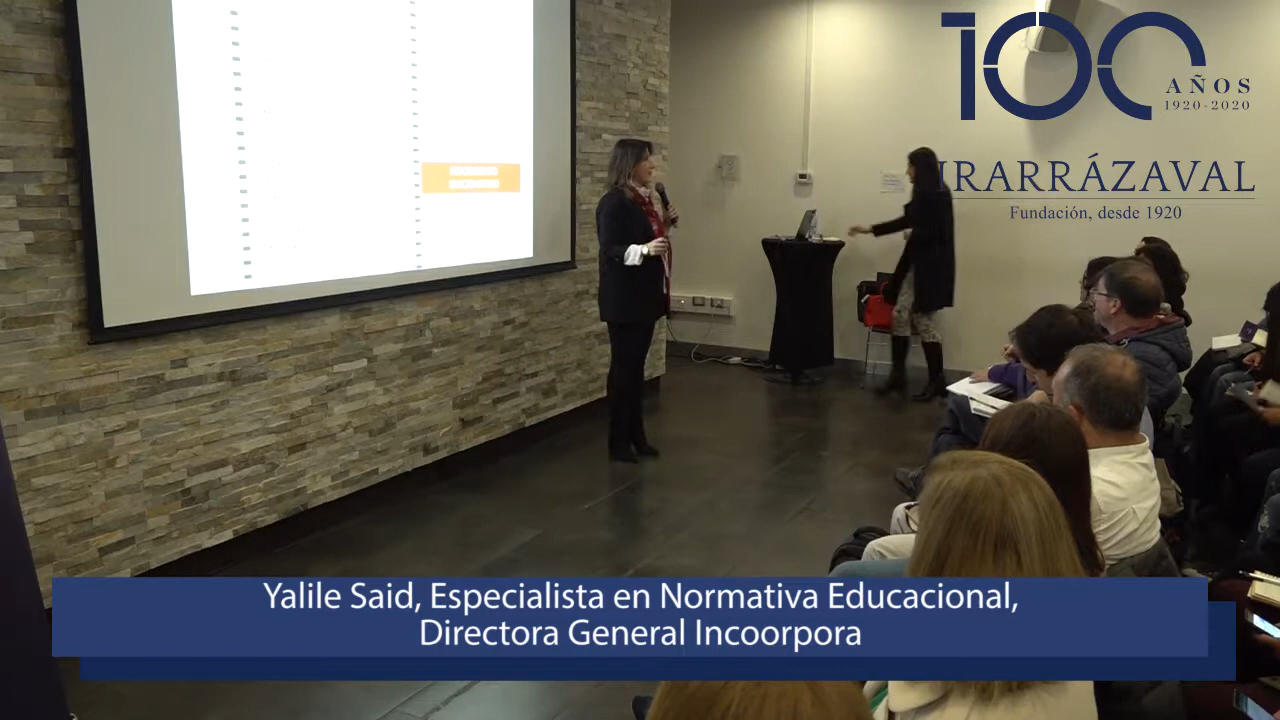 100
AÑOS
1920-2020
IRARRÁZAVAL
Fundación, desde 1920
Yalile Said, Especialista en Normativa Educacional,
Directora General Incoorpora